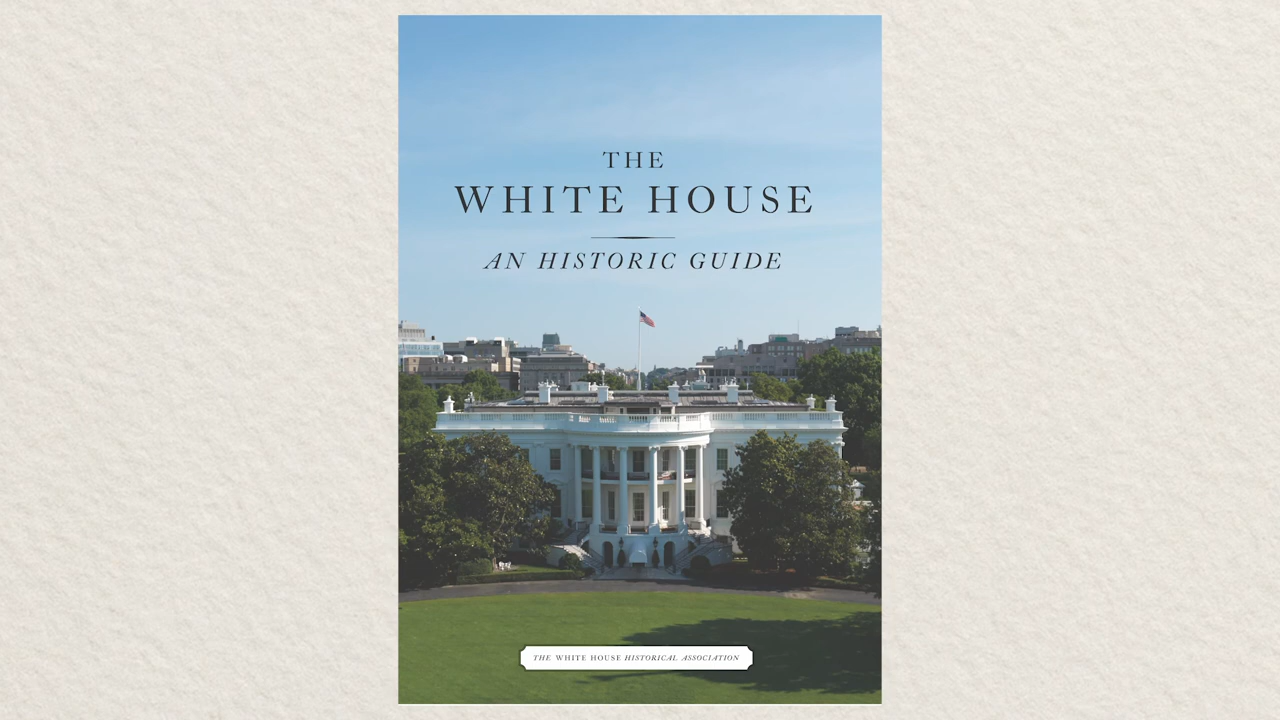 THE
WHITE HOUSE
AN HISTORIC GUIDE
THE WHITE HOUSE HISTORICAL ASSOCIATION